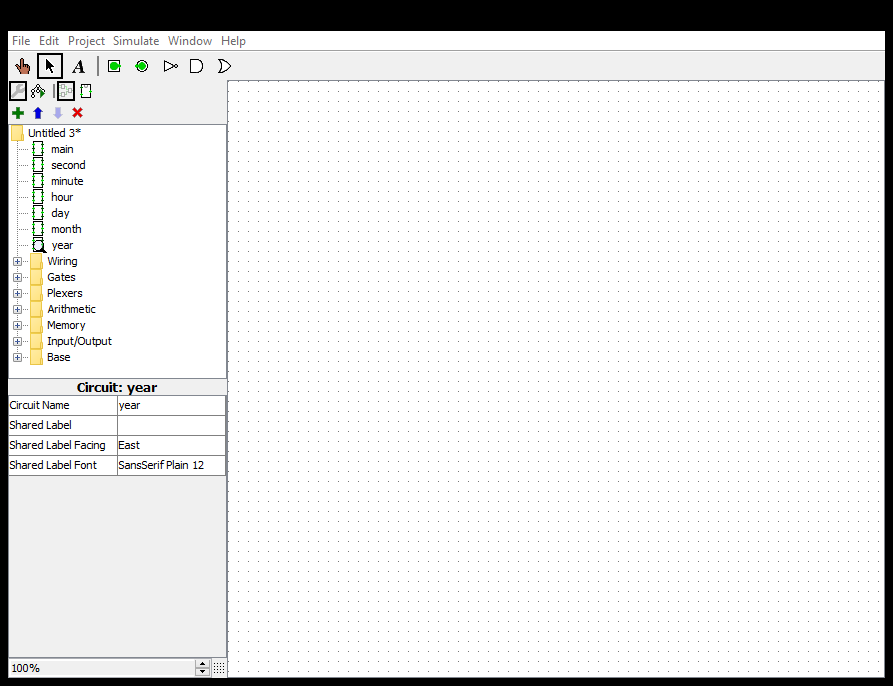 File Edit Project Simulate Window Help
A
Untitled 3*
main
second
minute
hour
day
month
year
Wiring
Gates
Plexers
Arithmetic
Memory
Input/Output
Base
Circuit: year
Circuit Name year
Shared Label
Shared Label Facing East
Shared Label Font SansSerif Plain 12
100%